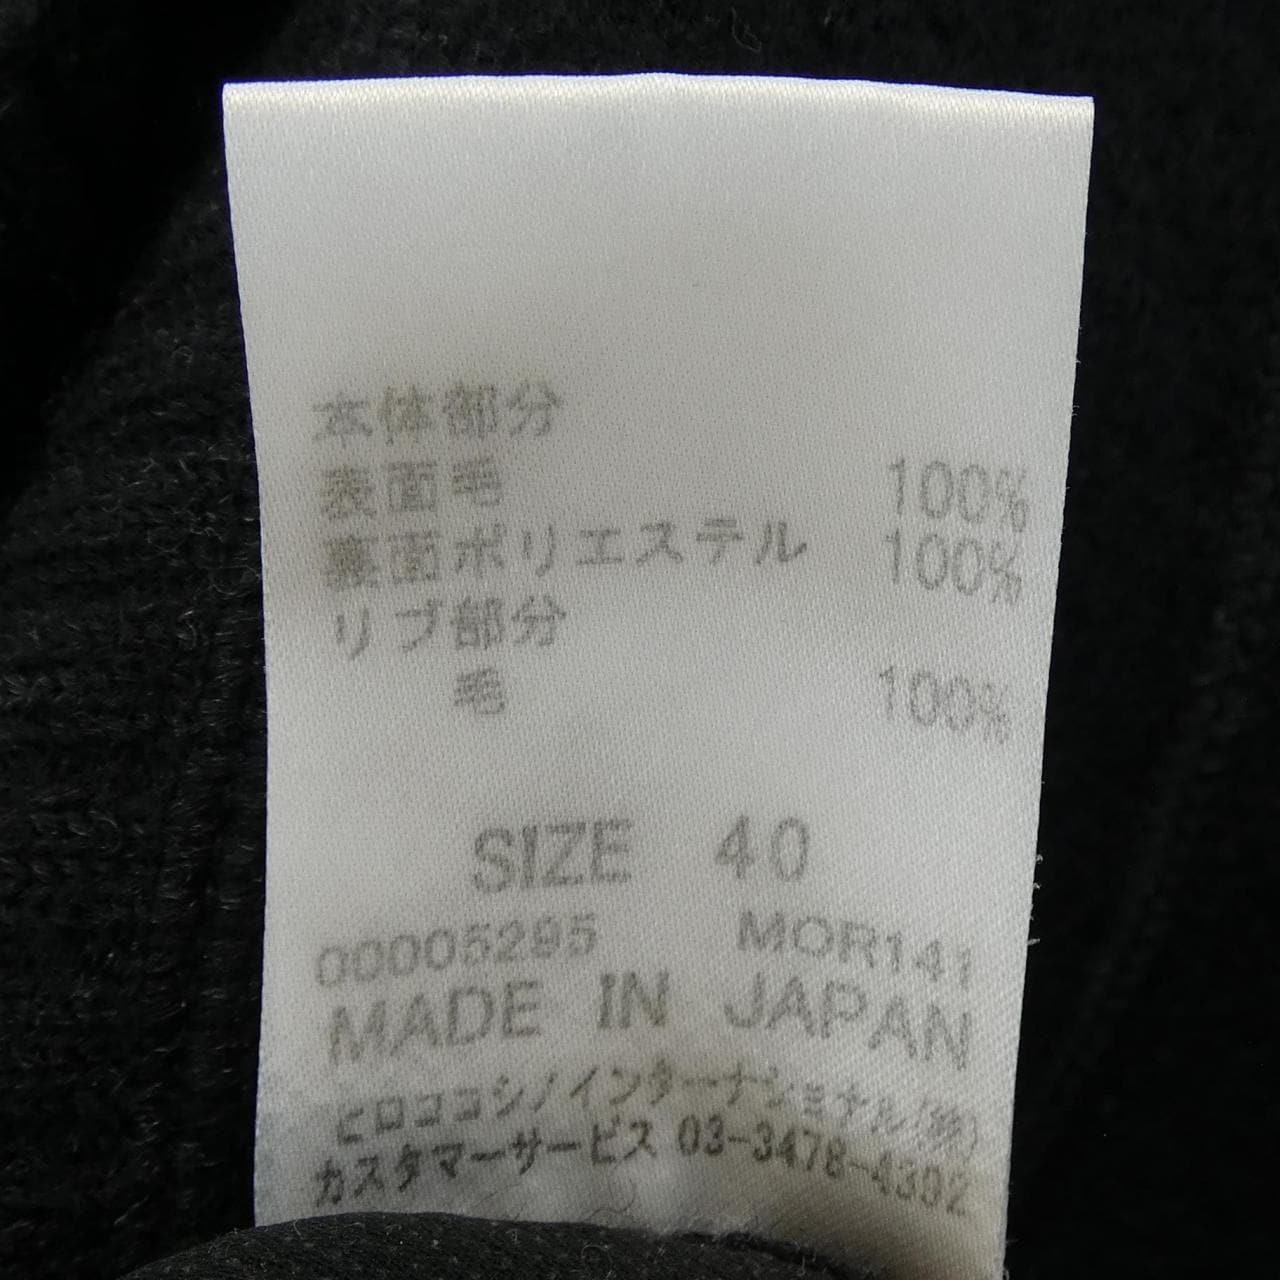 本体部分
表面毛 100%
裏面ポリエステル 100%
リブ部分
毛 100%
SIZE 40
00005295 MOR141
MADE IN JAPAN
ヒロココシノインターナショナル(株)
カスタマーサービス 03-3478-4392